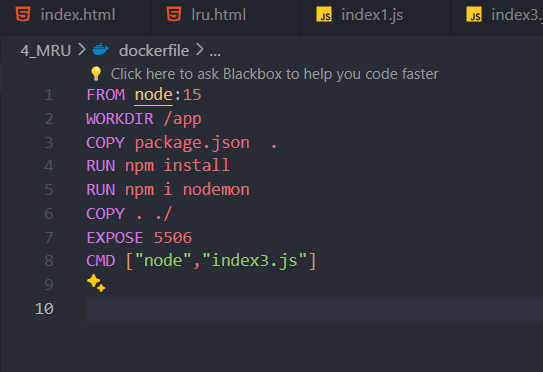 index.html lru.html JS index1.js JS index3.js
4_MRU > dockerfile > ...
Click here to ask Blackbox to help you code faster
1 FROM node:15
2 WORKDIR /app
3 COPY package.json  .
4 RUN npm install
5 RUN npm i nodemon
6 COPY . ./
7 EXPOSE 5506
8 CMD ["node","index3.js"]
9
10